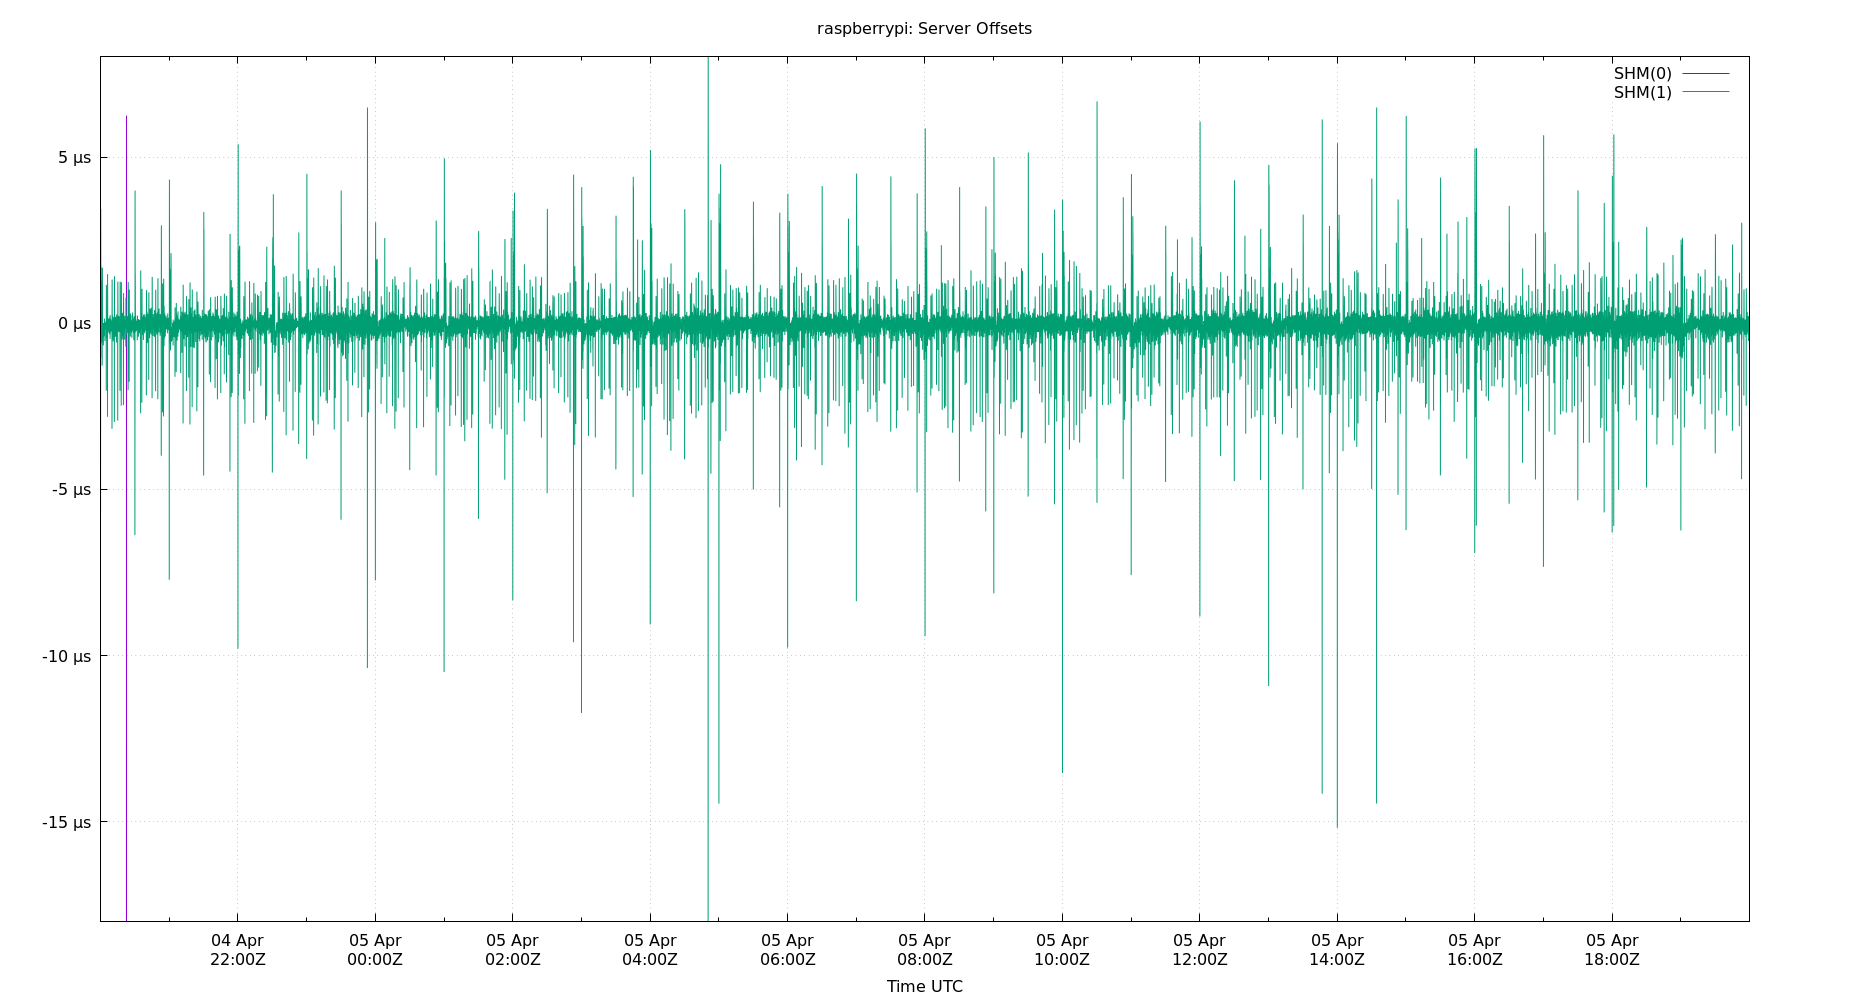 raspberrypi: Server Offsets
SHM(0)
SHM(1)
5 µs
0 µs
-5 µs
-10 µs
-15 µs
04 Apr 05 Apr 05 Apr 05 Apr 05 Apr 05 Apr 05 Apr 05 Apr 05 Apr 05 Apr 05 Apr
22:00Z 00:00Z 02:00Z 04:00Z 06:00Z 08:00Z 10:00Z 12:00Z 14:00Z 16:00Z 18:00Z
Time UTC